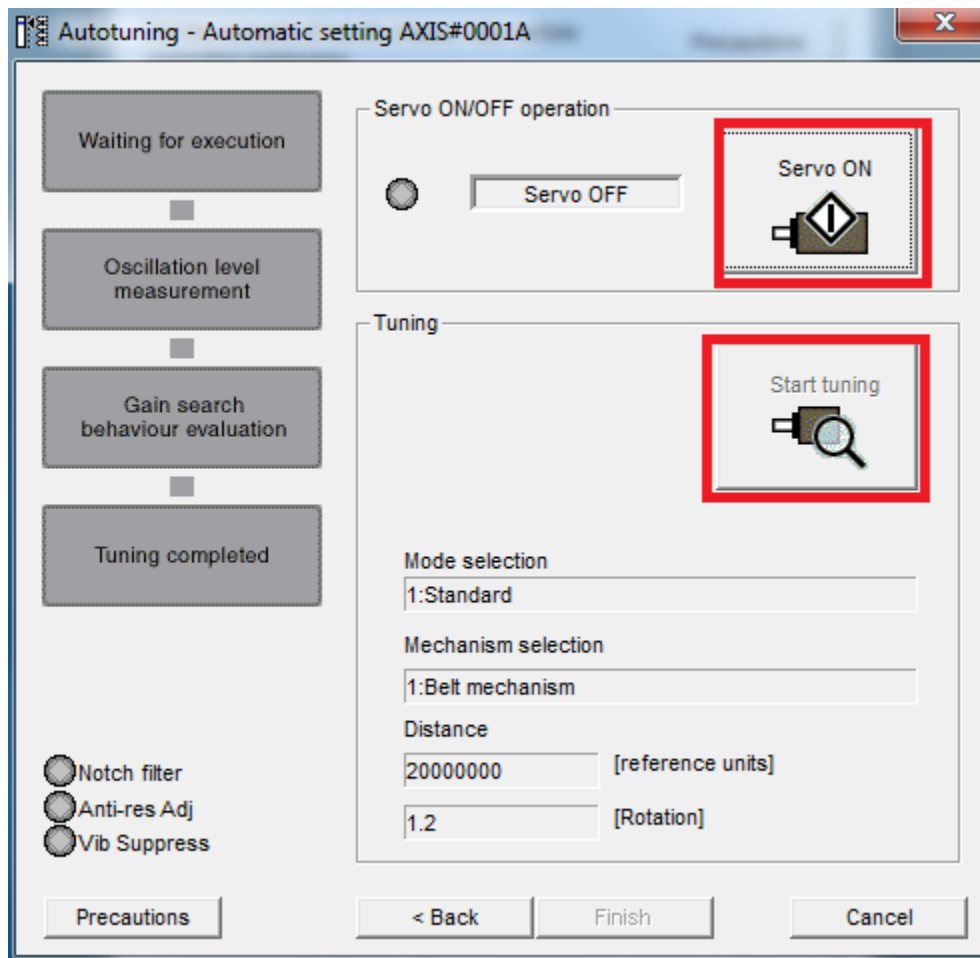 Autotuning - Automatic setting AXIS#0001A
Waiting for execution
Oscillation level
measurement
Gain search
behaviour evaluation
Tuning completed
Notch filter
Anti-res Adj
Vib Suppress
Servo ON/OFF operation
Servo OFF
Servo ON
Tuning
Start tuning
Mode selection
1:Standard
Mechanism selection
1:Belt mechanism
Distance
20000000 [reference units]
1.2 [Rotation]
Precautions
< Back
Finish
Cancel